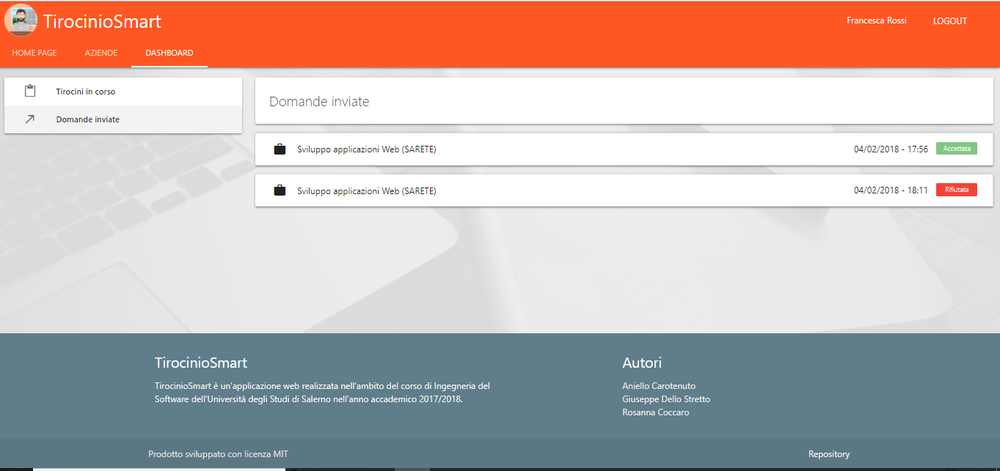 TirocinioSmart
Francesca Rossi
LOGOUT
HOME PAGE
AZIENDE
DASHBOARD
Tirocini in corso
Domande inviate
Domande inviate
Sviluppo applicazioni Web (SARETE)
04/02/2018 - 17:56
Accettata
Sviluppo applicazioni Web (SARETE)
04/02/2018 - 18:11
Rifiutata
TirocinioSmart
TirocinioSmart è un'applicazione web realizzata nell'ambito del corso di Ingegneria del
Software dell'Università degli Studi di Salerno nell'anno accademico 2017/2018.
Autori
Aniello Carotenuto
Giuseppe Dello Stretto
Rosanna Coccaro
Prodotto sviluppato con licenza MIT
Repository